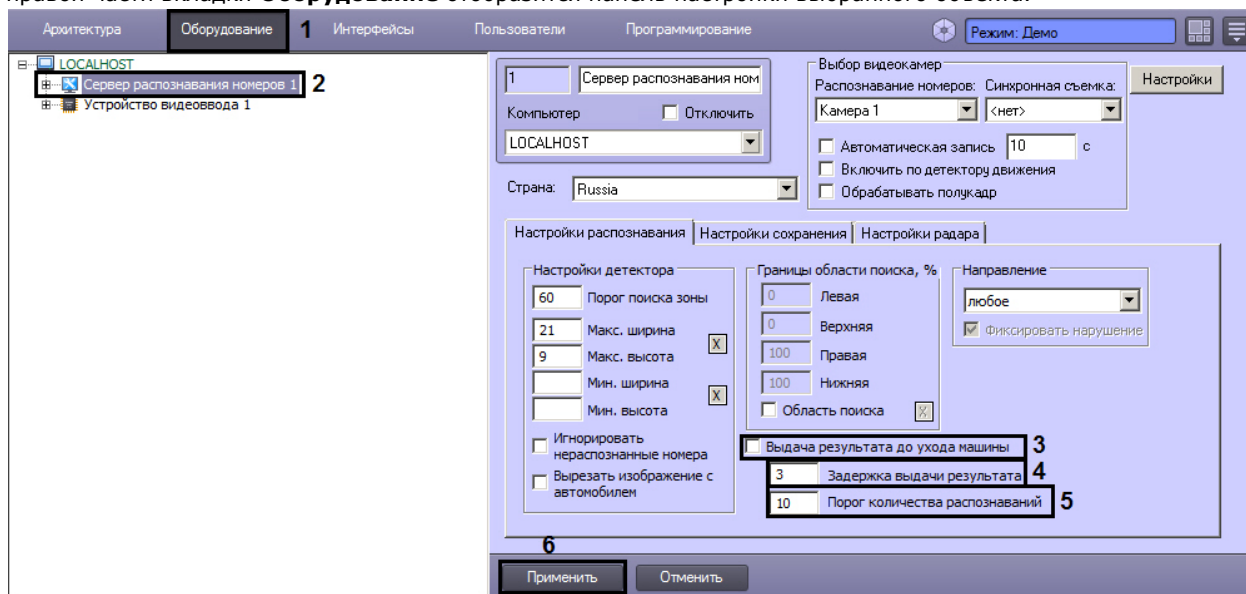 правой части вкладки Оборудование отобразится панель настройки выбранного объекта.
Архитектура Оборудование 1 Интерфейсы Пользователи Программирование Режим: Демо
LOCALHOST
Сервер распознавания номеров 1 2
Устройство видеоввода 1
1 Сервер распознавания ном
Компьютер Отключить
LOCALHOST
Страна: Russia
Выбор видеокамер
Распознавание номеров: Синхронная съемка:
Камера 1 <нет>
Автоматическая запись 10 с
Включить по детектору движения
Обрабатывать полукадр
Настройки
Настройки распознавания Настройки сохранения Настройки радара
Настройки детектора
60 Порог поиска зоны
21 Макс. ширина
9 Макс. высота
X
Мин. ширина
Мин. высота
X
Игнорировать
нераспознанные номера
Вырезать изображение с
автомобилем
Границы области поиска, %
0 Левая
0 Верхняя
100 Правая
100 Нижняя
Область поиска X
Направление
любое
Фиксировать нарушение
Выдача результата до ухода машины 3
3 Задержка выдачи результата 4
10 Порог количества распознаваний 5
6
Применить Отменить